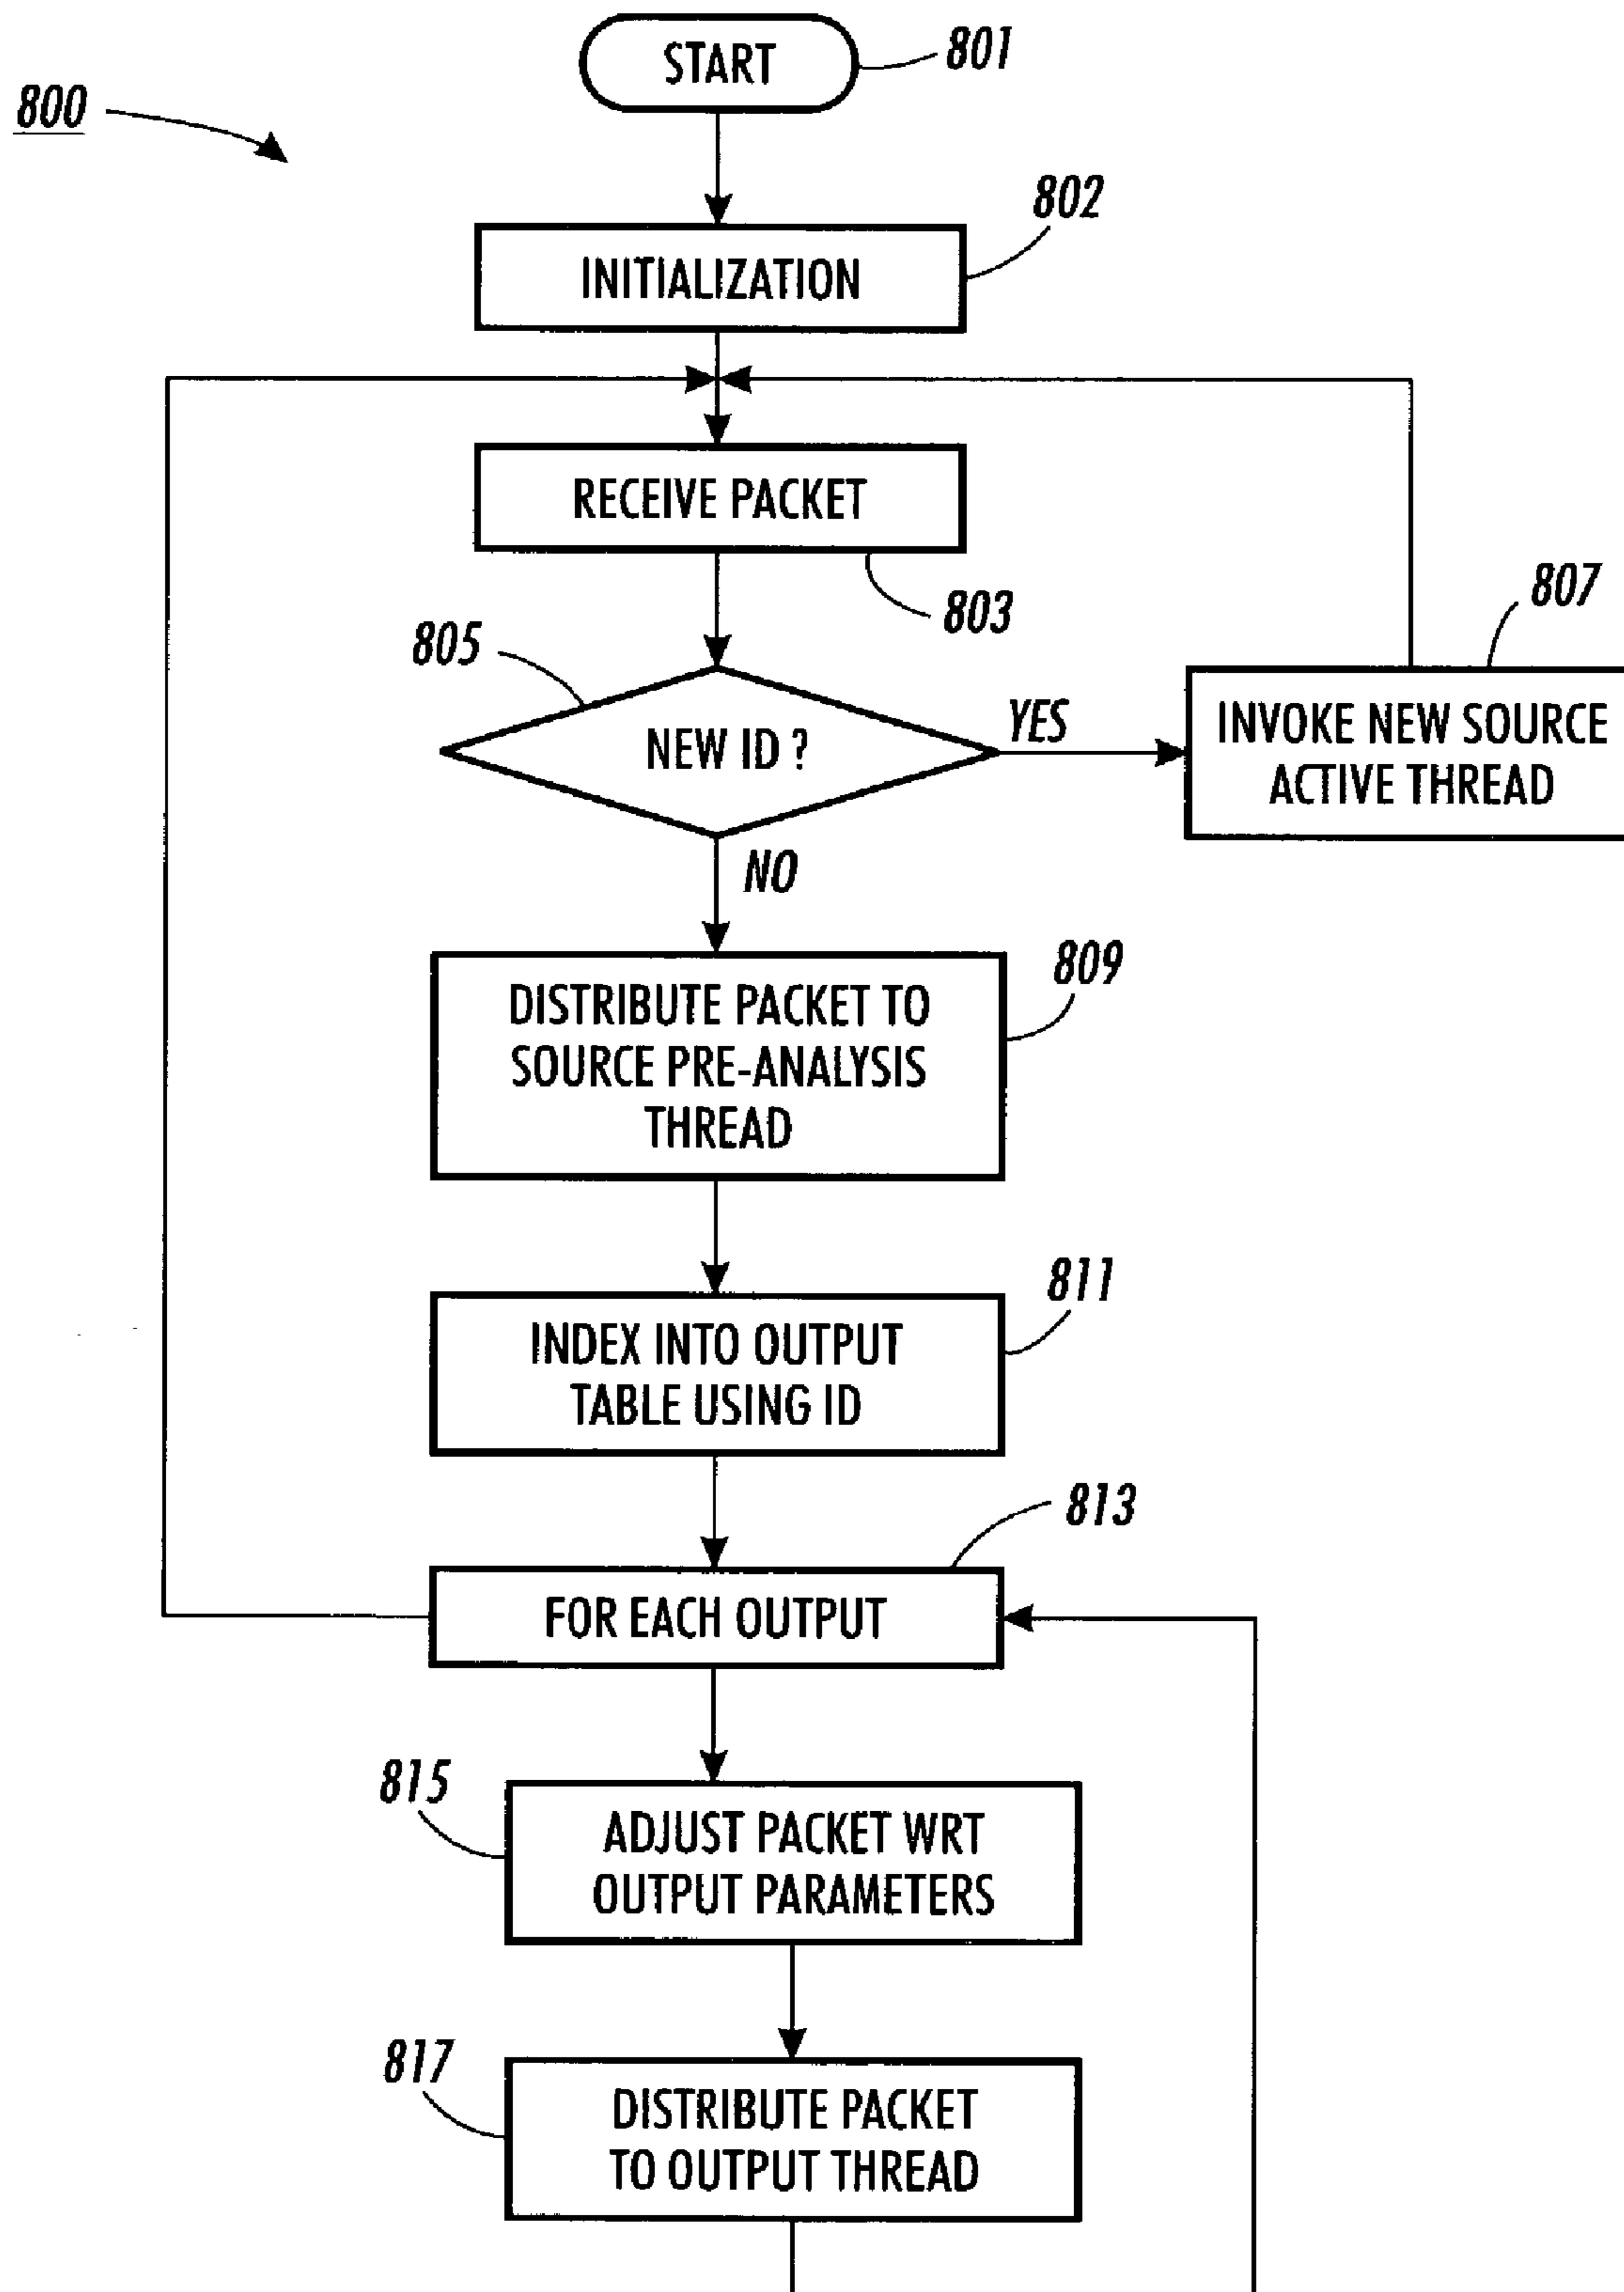 START
801
800
802
INITIALIZATION
RECEIVE PACKET
803
805
NEW ID ?
YES
807
INVOKE NEW SOURCE
ACTIVE THREAD
NO
809
DISTRIBUTE PACKET TO
SOURCE PRE-ANALYSIS
THREAD
811
INDEX INTO OUTPUT
TABLE USING ID
813
FOR EACH OUTPUT
815
ADJUST PACKET WRT
OUTPUT PARAMETERS
817
DISTRIBUTE PACKET
TO OUTPUT THREAD